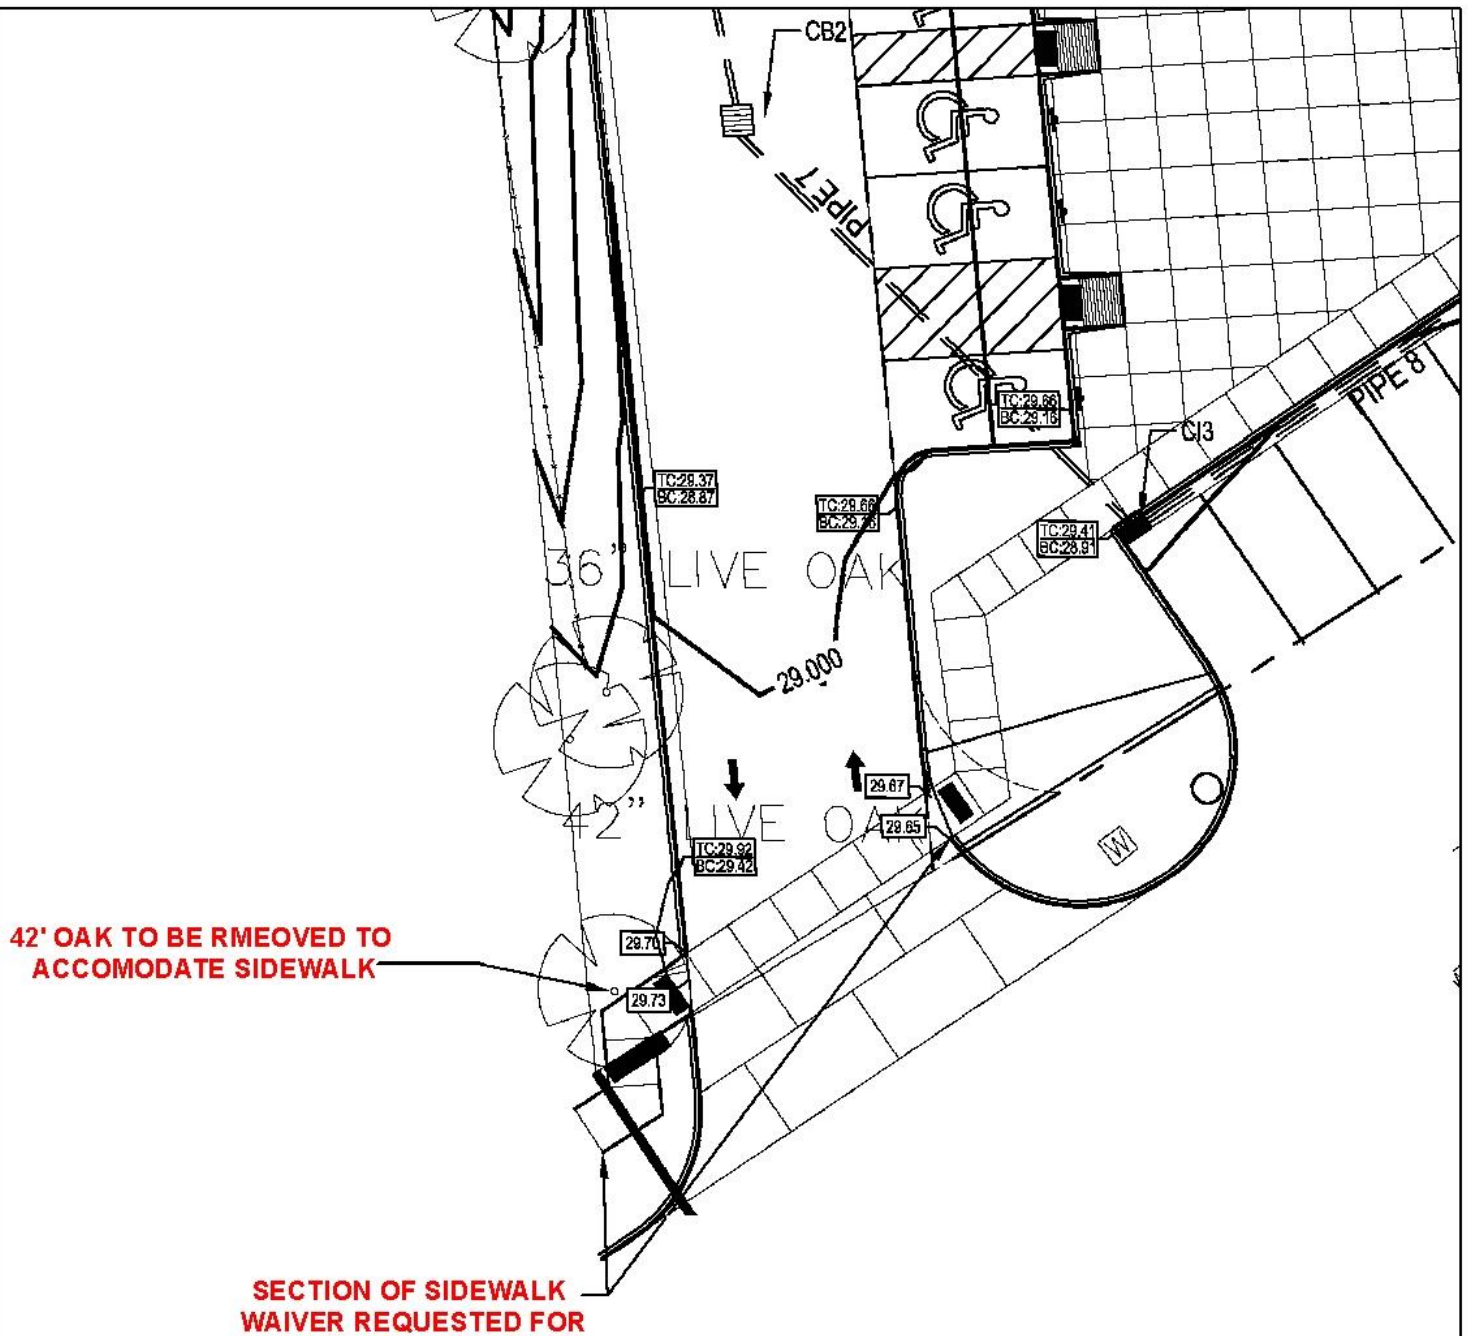 CB2
PIPE 7
TC:29.66
BC:29.16
PIPE 8
CI3
TC:29.37
BC:28.87
TC:29.66
TC:29.41
BC:28.91
36" LIVE OAK
29.000
29.67
42" LIVE OAK
29.65
TC:29.92
BC:29.42
42' OAK TO BE RMEOVED TO
ACCOMODATE SIDEWALK
29.70
29.73
W
SECTION OF SIDEWALK
WAIVER REQUESTED FOR